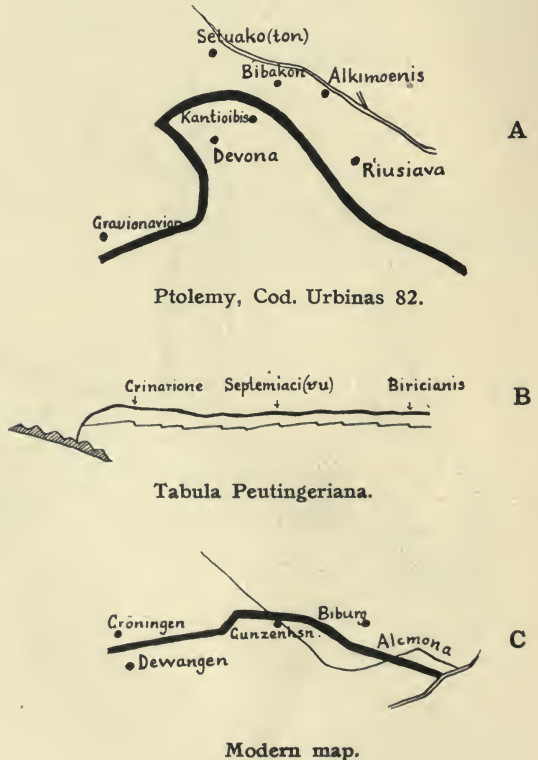 Setuako(ton)
Bibakon
Alkimoenis
A
Kantioibis
Devona
Riusiava
Gravionavion
Ptolemy, Cod. Urbinas 82.
Crinarione Septemiaci(vu) Biricianis
B
Tabula Peutingeriana.
Cröningen
Gunzenhsn.
Biburg
Alcmona
C
Dewangen
Modern map.